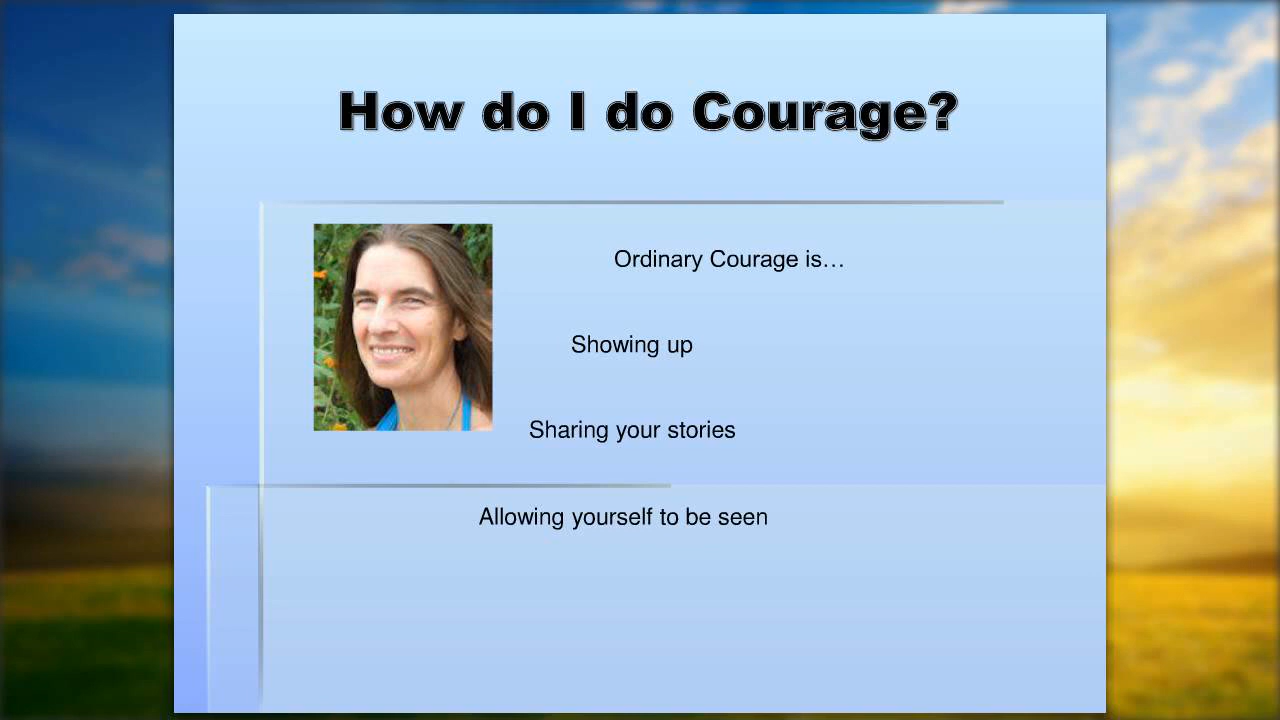 How do I do Courage?
Ordinary Courage is…
Showing up
Sharing your stories
Allowing yourself to be seen